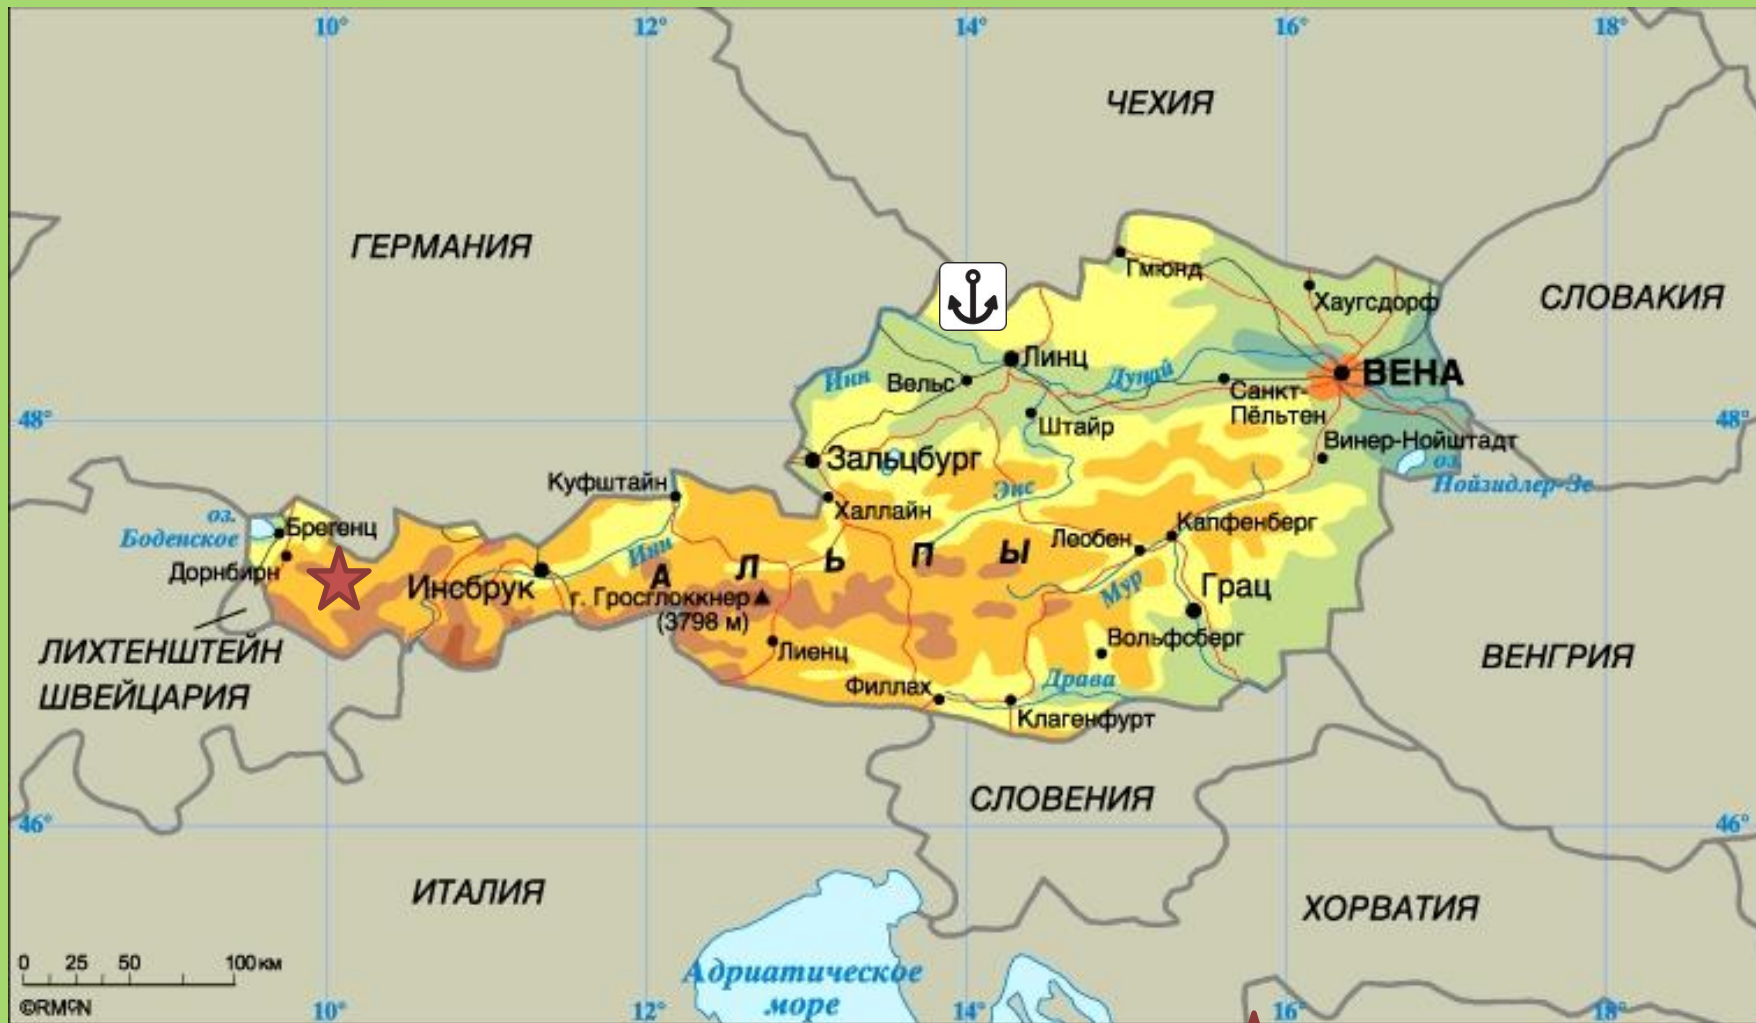 10°
12°
14°
16°
18°
ЧЕХИЯ
ГЕРМАНИЯ
СЛОВАКИЯ
Гмюнд
Хаугсдорф
Линц
Дунай
ВЕНА
Инн
Вельс
Санкт-
Пёльтен
48°
48°
Штайр
Винер-Нойштадт
Зальцбург
оз.
Нойзидлер-Зе
Куфштайн
Энс
Халлайн
оз.
Боденское
Брегенц
Капфенберг
Леобен
Инн
АЛЬПЫ
Дорнбирн
Инсбрук
г. Гросглоккнер
(3798 м)
Мур
Грац
Вольфсберг
ЛИХТЕНШТЕЙН
Лиенц
ВЕНГРИЯ
ШВЕЙЦАРИЯ
Филлах
Драва
Клагенфурт
СЛОВЕНИЯ
46°
46°
ИТАЛИЯ
ХОРВАТИЯ
0 25 50 100 км
Адриатическое
море
©RMCN
10°
12°
14°
16°
18°